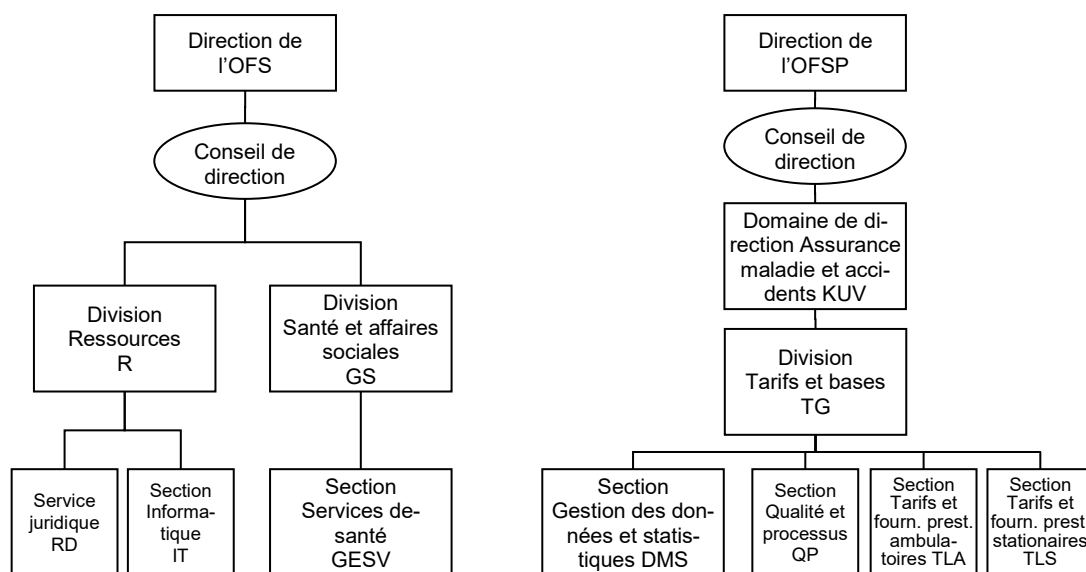 Direction de
l’OFS
Conseil de
direction
Division
Ressources
R
Division
Santé et affaires
sociales
GS
Service
juridique
RD
Section
Informa-
tique
IT
Section
Services de-
santé
GESV
Direction de
l’OFSP
Conseil de
direction
Domaine de di-
rection Assurance
maladie et acci-
dents KUV
Division
Tarifs et bases
TG
Section
Gestion des don-
nées et statis-
tiques DMS
Section
Qualité et
processus
QP
Section
Tarifs et
fourn. prest.
ambula-
toires TLA
Section
Tarifs et
fourn. prest.
stationaires
TLS